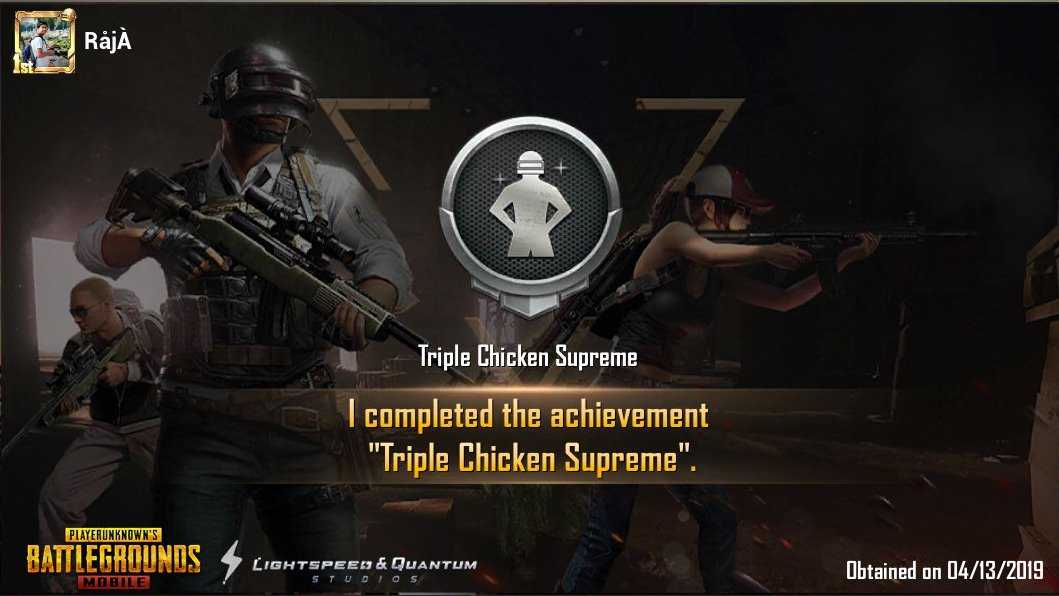 1st
RåjÀ
Triple Chicken Supreme
I completed the achievement
"Triple Chicken Supreme".
PLAYERUNKNOWN'S
BATTLEGROUNDS
MOBILE
LIGHTSPEED & QUANTUM
STUDIOS
Obtained on 04/13/2019